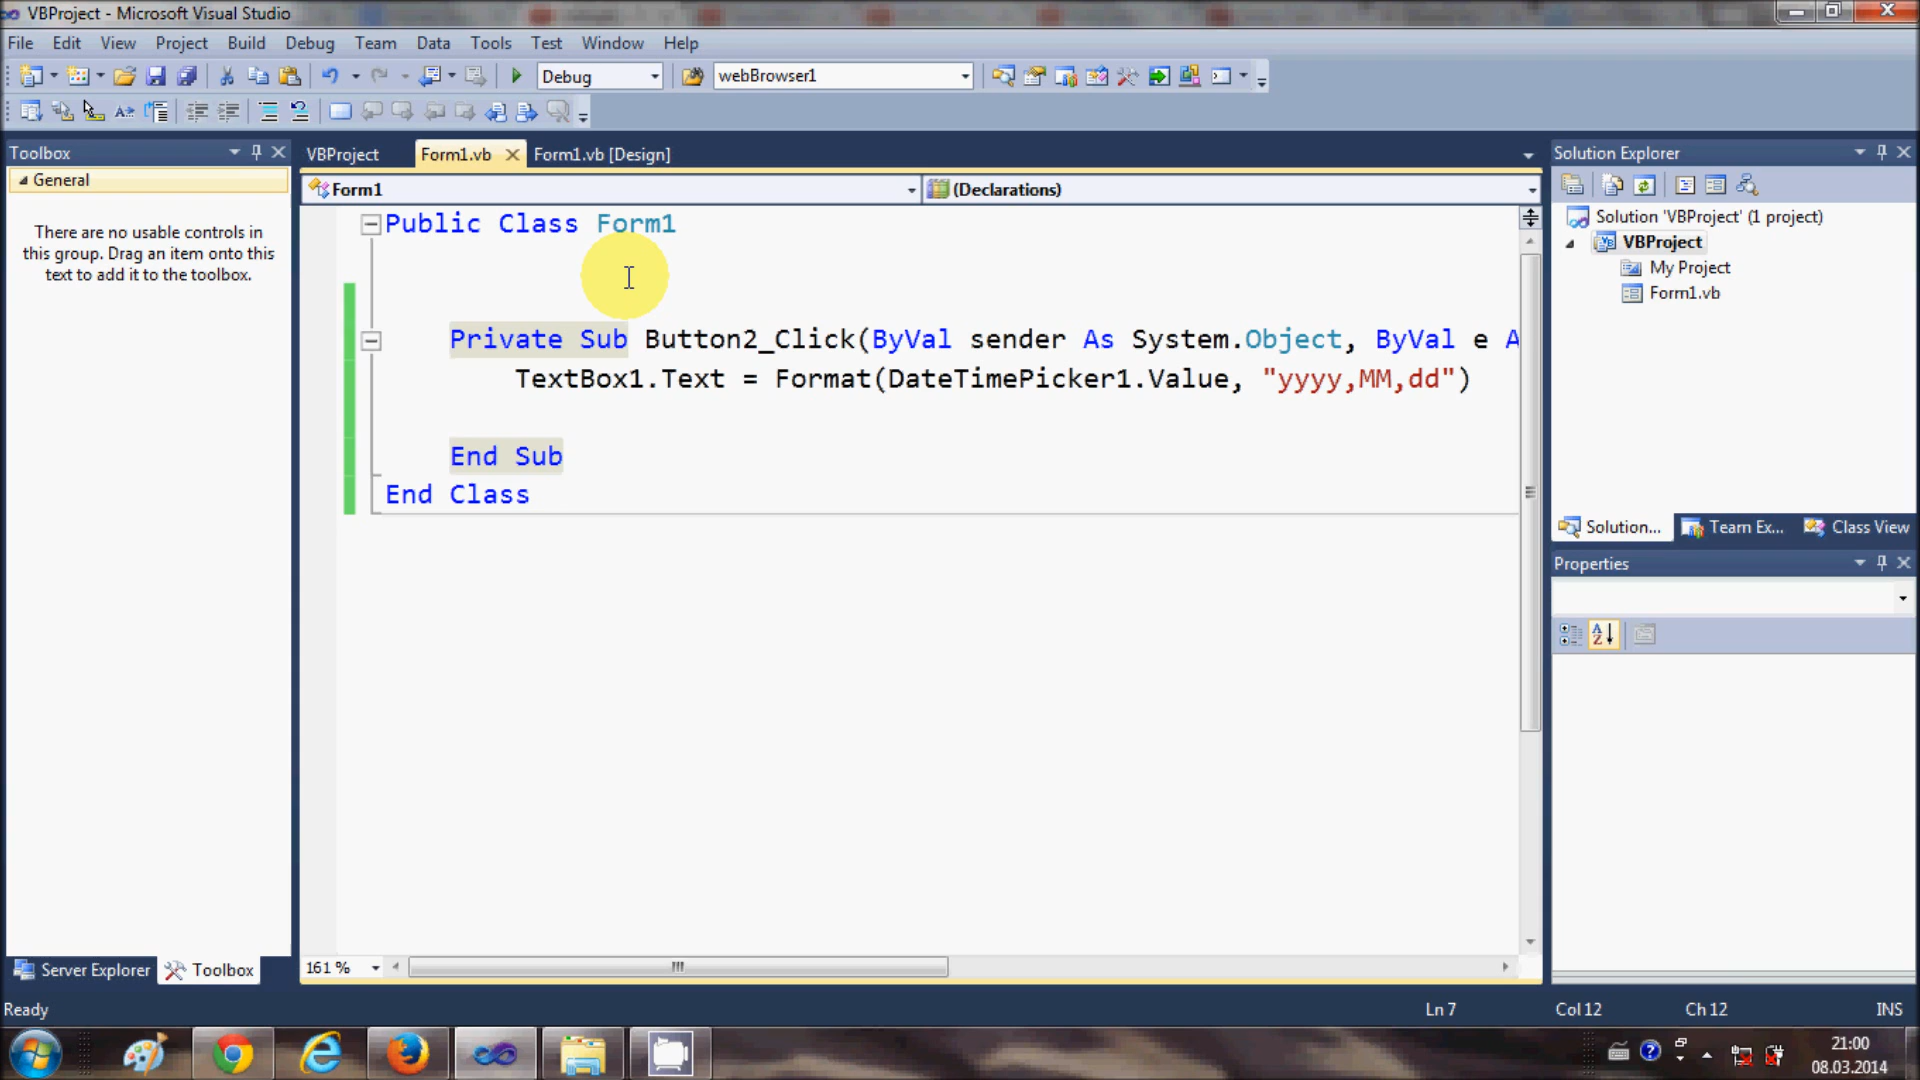 VBProject - Microsoft Visual Studio
File Edit View Project Build Debug Team Data Tools Test Window Help
Debug webBrowser1
Toolbox
General
There are no usable controls in
this group. Drag an item onto this
text to add it to the toolbox.
Server Explorer Toolbox
VBProject Form1.vb Form1.vb [Design]
Form1 (Declarations)
Public Class Form1
Private Sub Button2_Click(ByVal sender As System.Object, ByVal e A
TextBox1.Text = Format(DateTimePicker1.Value, "yyyy,MM,dd")
End Sub
End Class
161 %
Solution Explorer
Solution 'VBProject' (1 project)
VBProject
My Project
Form1.vb
Solution... Team Ex... Class View
Properties
Ready Ln 7 Col 12 Ch 12 INS
21:00
08.03.2014